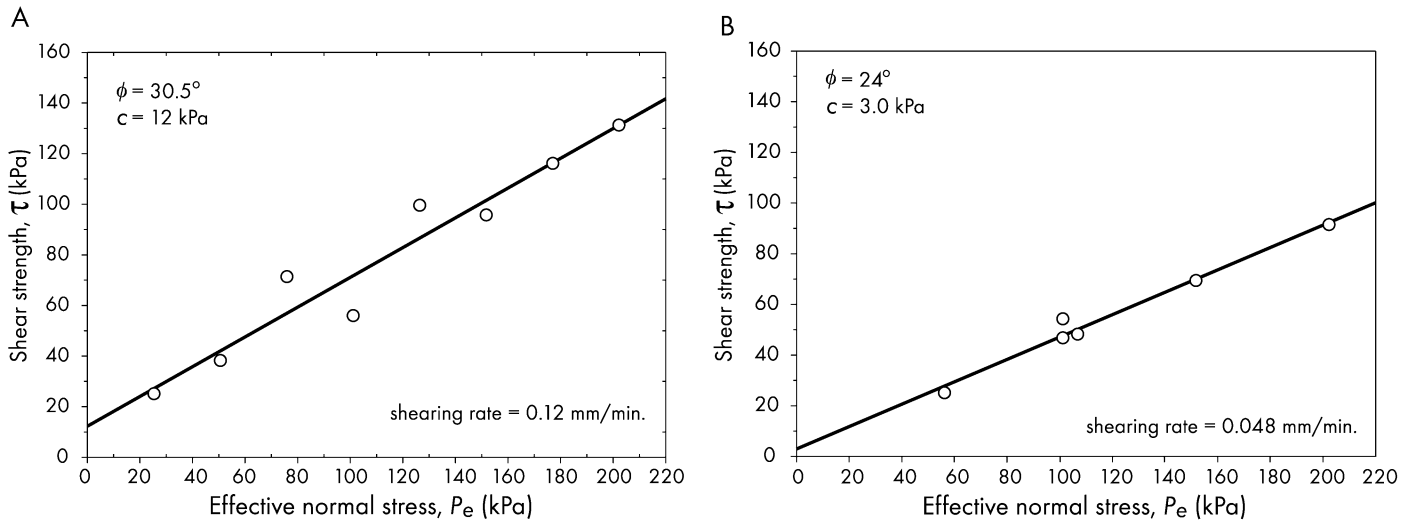 A
160
140
120
100
80
60
40
20
0
Shear strength, τ (kPa)
ϕ = 30.5°
c = 12 kPa
shearing rate = 0.12 mm/min.
0 20 40 60 80 100 120 140 160 180 200 220
Effective normal stress, Pe (kPa)
B
160
140
120
100
80
60
40
20
0
Shear strength, τ (kPa)
ϕ = 24°
c = 3.0 kPa
shearing rate = 0.048 mm/min.
0 20 40 60 80 100 120 140 160 180 200 220
Effective normal stress, Pe (kPa)